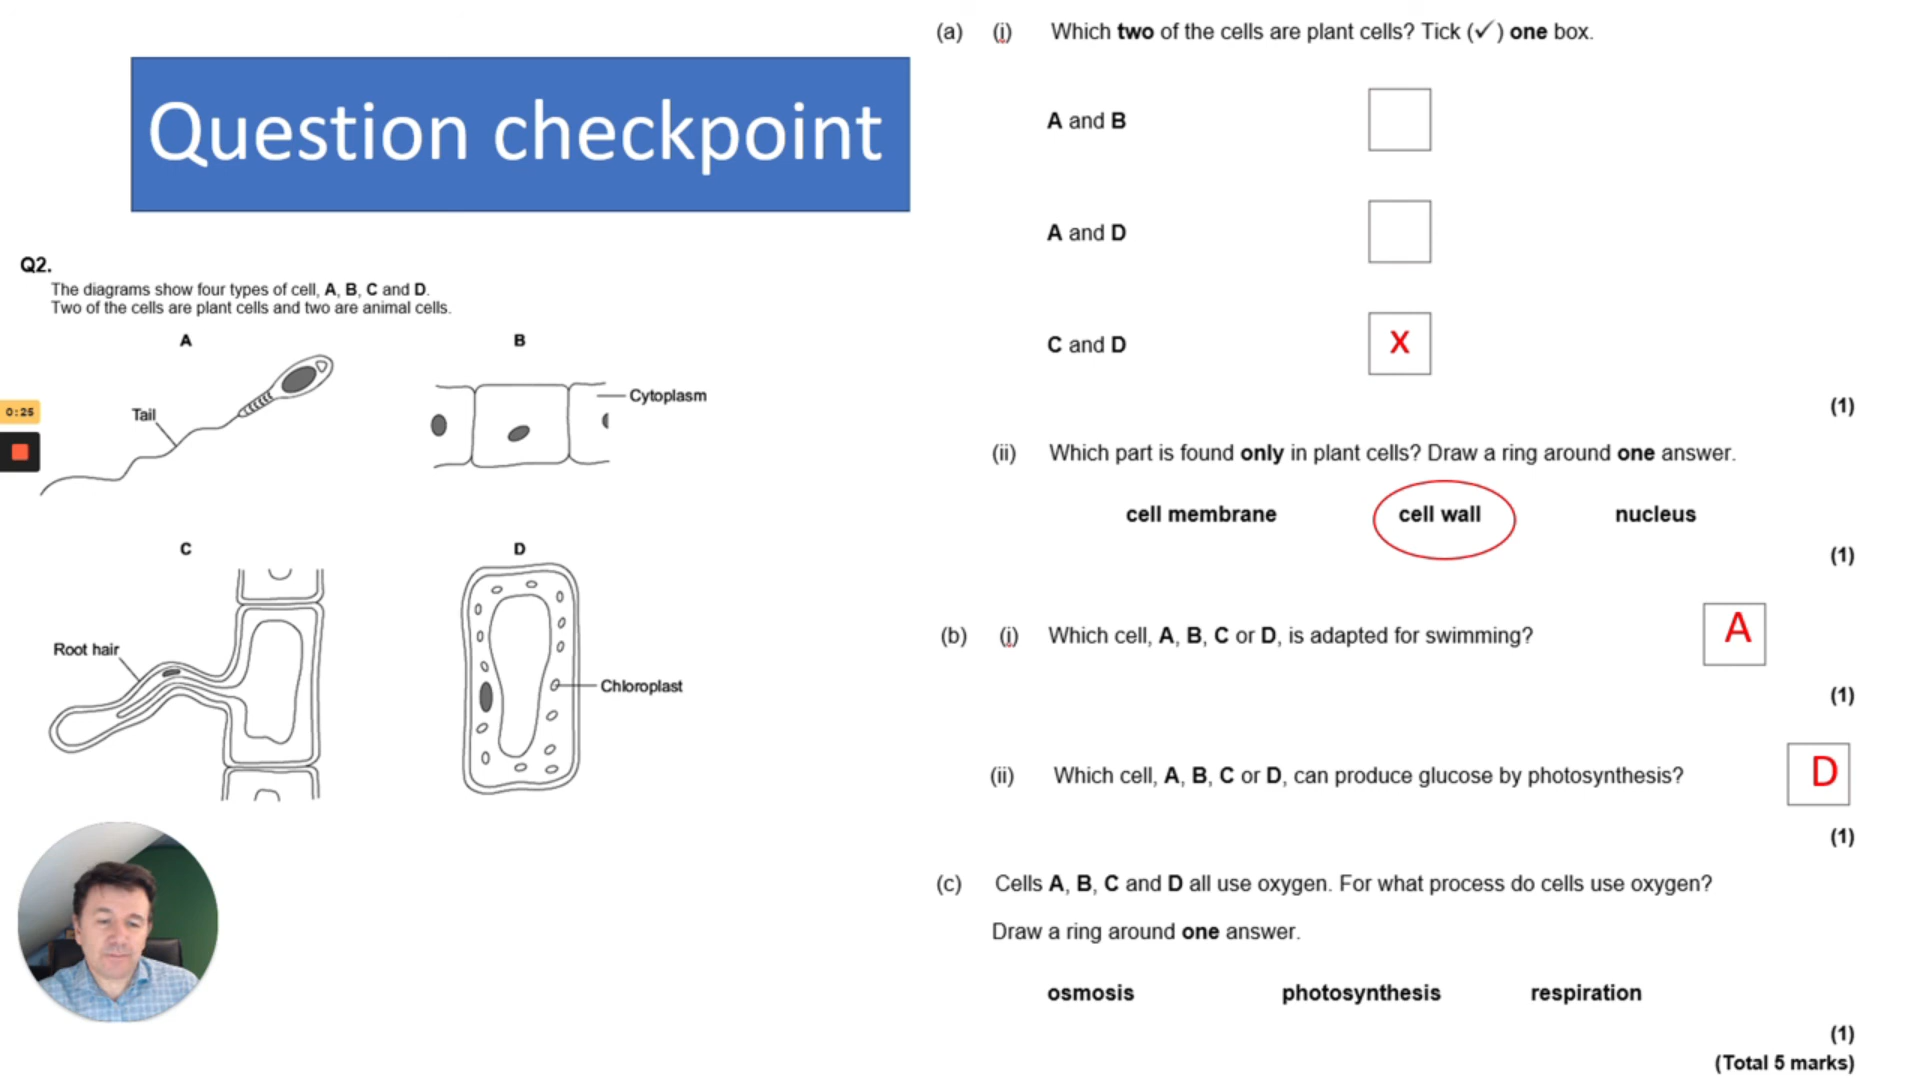 Question checkpoint
Q2.
The diagrams show four types of cell, A, B, C and D.
Two of the cells are plant cells and two are animal cells.
A
B
Tail
Cytoplasm
C
D
Root hair
Chloroplast
0:25
(a) (i) Which two of the cells are plant cells? Tick (✓) one box.
A and B
A and D
C and D X
(1)
(ii) Which part is found only in plant cells? Draw a ring around one answer.
cell membrane cell wall nucleus
(1)
(b) (i) Which cell, A, B, C or D, is adapted for swimming? A
(1)
(ii) Which cell, A, B, C or D, can produce glucose by photosynthesis? D
(1)
(c) Cells A, B, C and D all use oxygen. For what process do cells use oxygen?
Draw a ring around one answer.
osmosis photosynthesis respiration
(1)
(Total 5 marks)